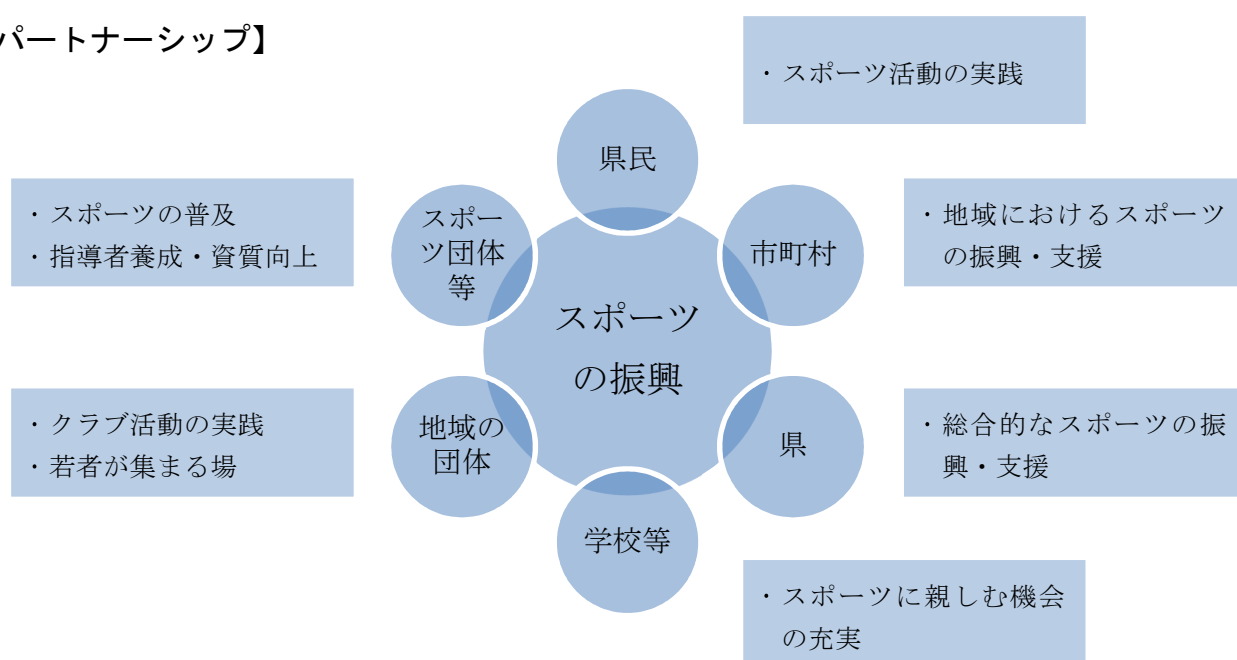 パートナーシップ】
・スポーツ活動の実践
県民
・スポーツの普及
・指導者養成・資質向上
スポー
ツ団体
等
市町村
・地域におけるスポーツ
の振興・支援
スポーツ
の振興
・クラブ活動の実践
・若者が集まる場
地域の
団体
県
・総合的なスポーツの振
興・支援
学校等
・スポーツに親しむ機会
の充実